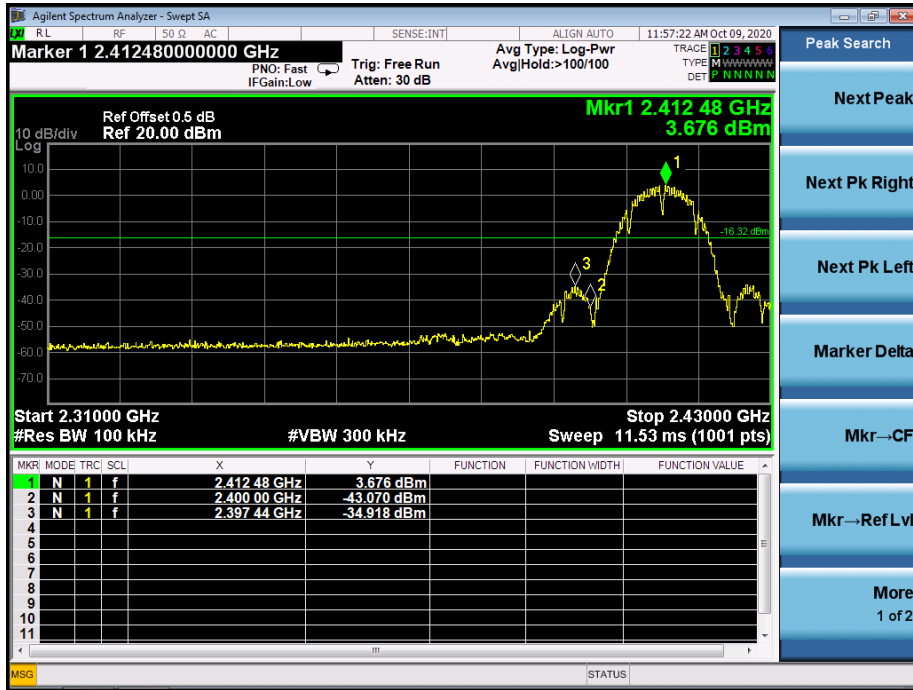 Agilent Spectrum Analyzer - Swept SA
LXI RL RF 50 Ω AC SENSE:INT ALIGN AUTO 11:57:22 AM Oct 09, 2020
Marker 1 2.412480000000 GHz
PNO: Fast
IFGain:Low
Trig: Free Run
Atten: 30 dB
Avg Type: Log-Pwr
Avg|Hold:>100/100
TRACE 1 2 3 4 5 6
TYPE M W W W W W
DET P N N N N N
Ref Offset 0.5 dB
10 dB/div Ref 20.00 dBm
Log
Mkr1 2.412 48 GHz
3.676 dBm
10.0
0.00
-10.0
-20.0
-30.0
-40.0
-50.0
-60.0
-70.0
1
-16.32 dBm
3
2
Start 2.31000 GHz Stop 2.43000 GHz
#Res BW 100 kHz #VBW 300 kHz Sweep 11.53 ms (1001 pts)
MKR MODE TRC SCL X Y FUNCTION FUNCTION WIDTH FUNCTION VALUE
1 N 1 f 2.412 48 GHz 3.676 dBm
2 N 1 f 2.400 00 GHz -43.070 dBm
3 N 1 f 2.397 44 GHz -34.918 dBm
4
5
6
7
8
9
10
11
MSG STATUS
Peak Search
Next Peak
Next Pk Right
Next Pk Left
Marker Delta
Mkr→CF
Mkr→Ref Lvl
More
1 of 2